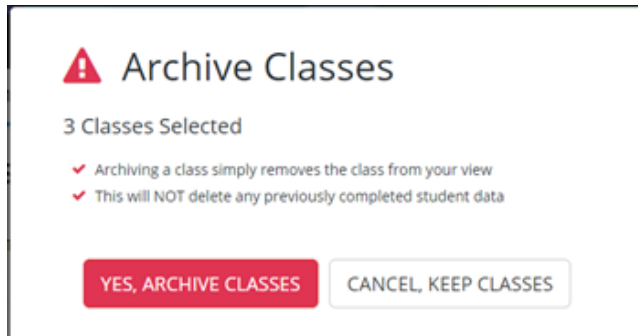 Archive Classes
3 Classes Selected
Archiving a class simply removes the class from your view
This will NOT delete any previously completed student data
YES, ARCHIVE CLASSES
CANCEL, KEEP CLASSES